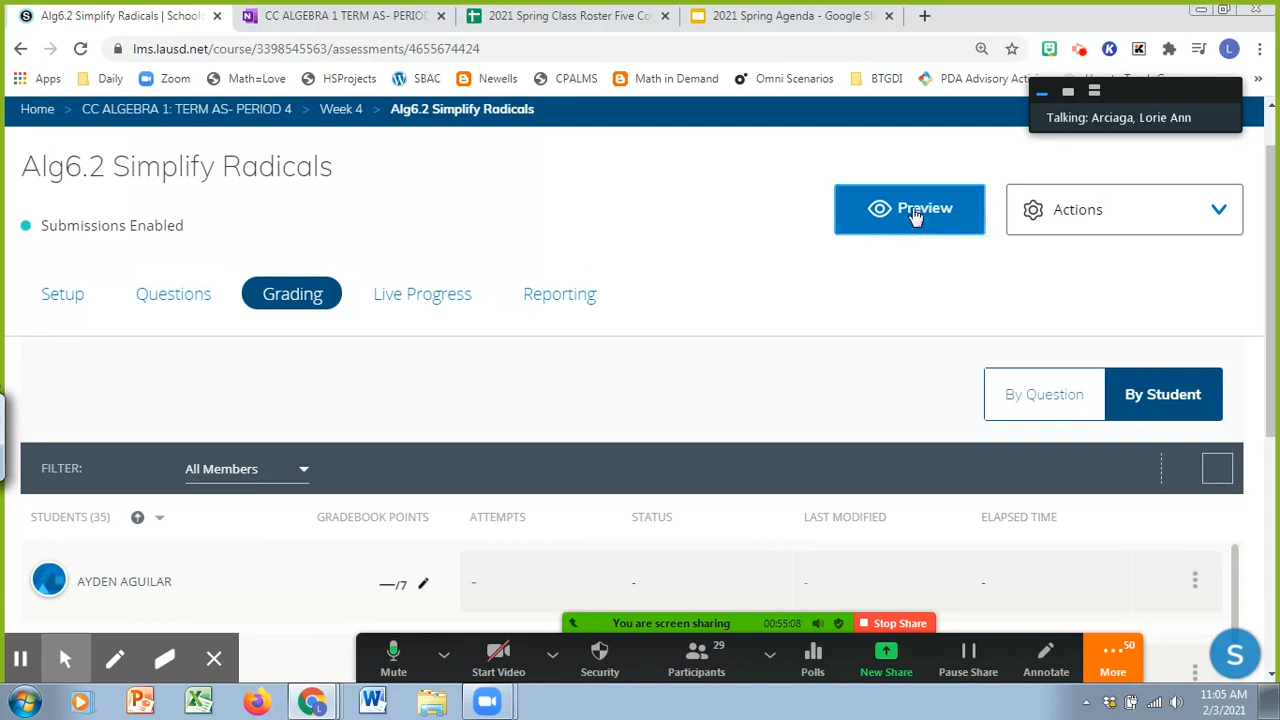 Alg6.2 Simplify Radicals | Schoo
CC ALGEBRA 1 TERM AS- PERIOD
2021 Spring Class Roster Five Co
2021 Spring Agenda - Google Sli
lms.lausd.net/course/3398545563/assessments/4655674424
L
Apps Daily Zoom Math=Love HSProjects SBAC Newells CPALMS Math in Demand Omni Scenarios BTGDI PDA Advisory Activ
Talking: Arciaga, Lorie Ann
Home > CC ALGEBRA 1: TERM AS- PERIOD 4 > Week 4 > Alg6.2 Simplify Radicals
Alg6.2 Simplify Radicals
Preview
Actions
Submissions Enabled
Setup Questions Grading Live Progress Reporting
By Question By Student
FILTER: All Members
STUDENTS (35) GRADEBOOK POINTS ATTEMPTS STATUS LAST MODIFIED ELAPSED TIME
AYDEN AGUILAR —/7 - - - -
You are screen sharing 00:55:08 Stop Share
29
50
Mute Start Video Security Participants Polls New Share Pause Share Annotate More
S
11:05 AM
2/3/2021